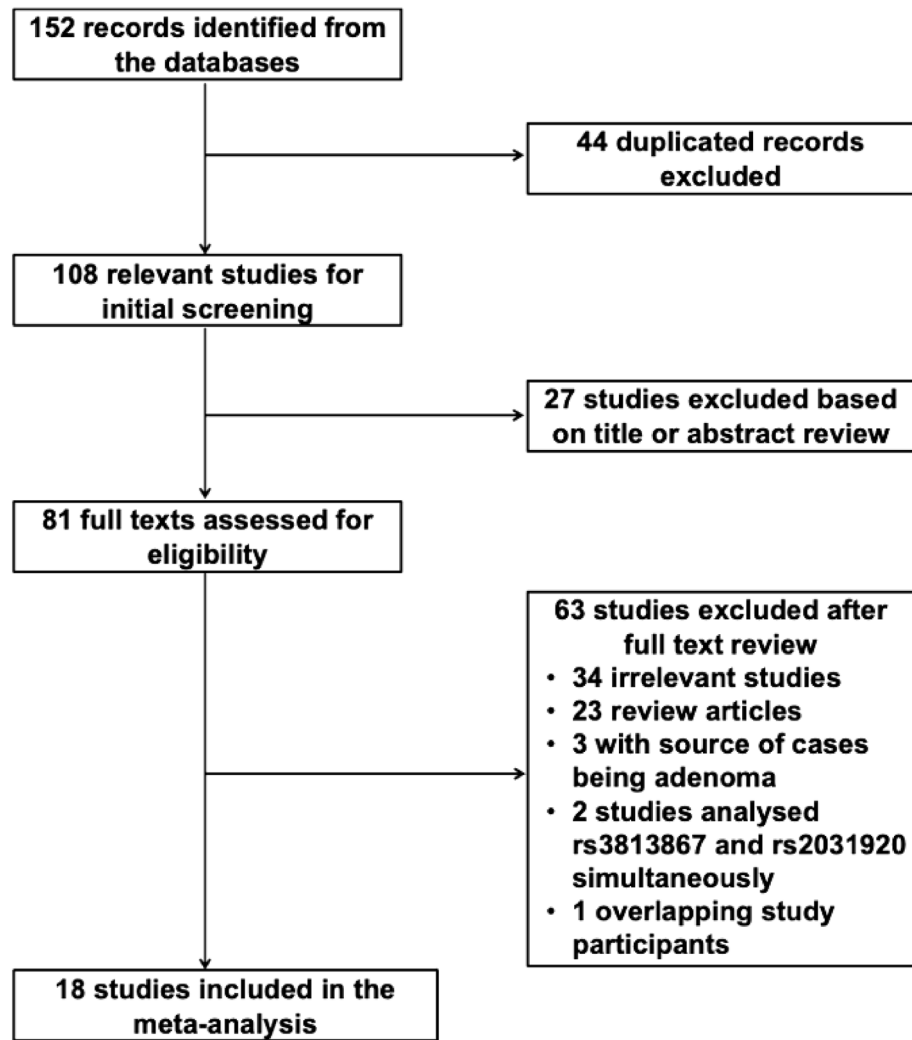 152 records identified from
the databases
44 duplicated records
excluded
108 relevant studies for
initial screening
27 studies excluded based
on title or abstract review
81 full texts assessed for
eligibility
63 studies excluded after
full text review
• 34 irrelevant studies
• 23 review articles
• 3 with source of cases
being adenoma
• 2 studies analysed
rs3813867 and rs2031920
simultaneously
• 1 overlapping study
participants
18 studies included in the
meta-analysis